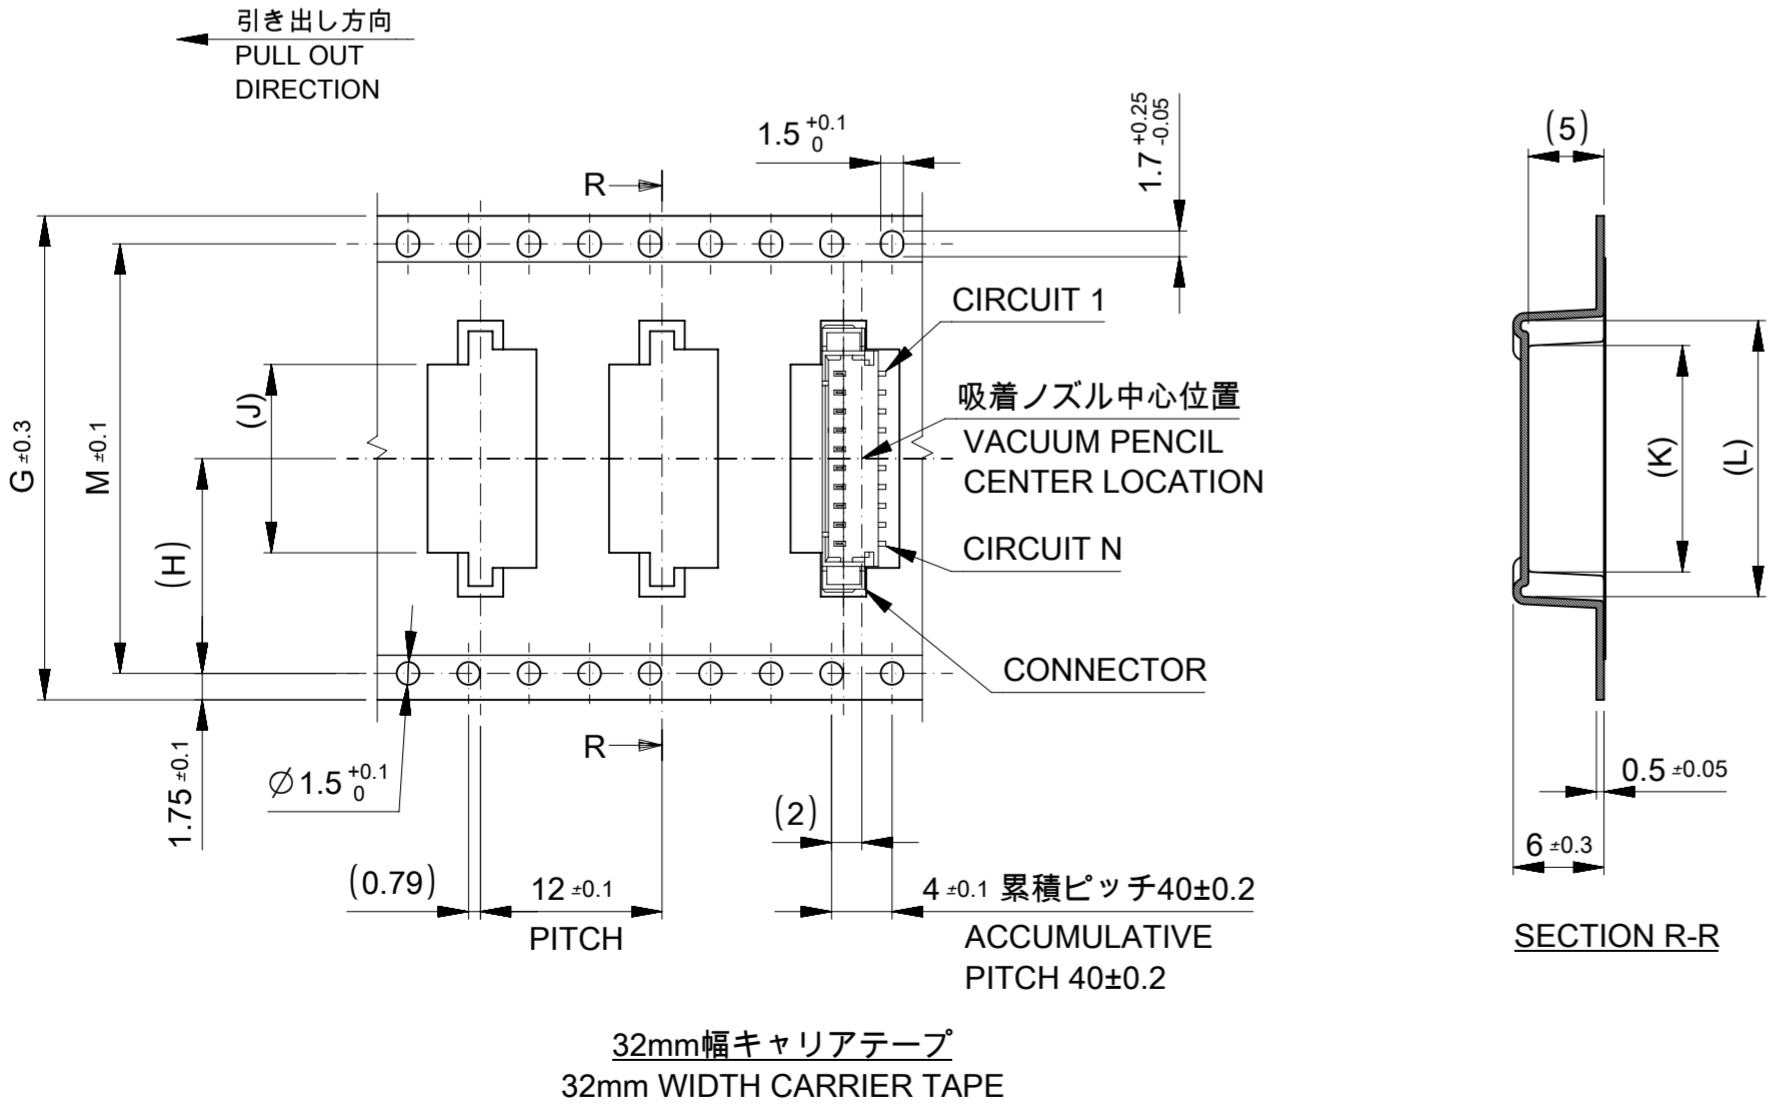 引き出し方向
PULL OUT
DIRECTION
1.5 +0.1 0
1.7 +0.25 -0.05
(5)
R
CIRCUIT 1
吸着ノズル中心位置
VACUUM PENCIL
CENTER LOCATION
CIRCUIT N
CONNECTOR
G ±0.3
M ±0.1
(J)
(H)
(K)
(L)
1.75 ±0.1
∅1.5 +0.1 0
R
(2)
0.5 ±0.05
6 ±0.3
(0.79)
12 ±0.1
PITCH
4 ±0.1 累積ピッチ40±0.2
ACCUMULATIVE
PITCH 40±0.2
SECTION R-R
32mm幅キャリアテープ
32mm WIDTH CARRIER TAPE